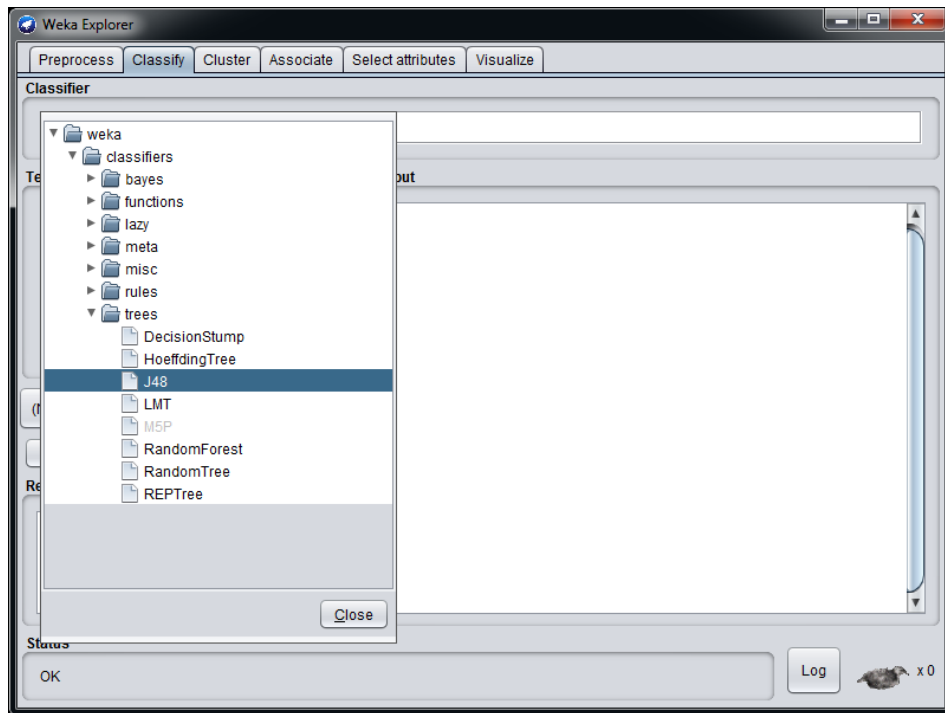 Weka Explorer
Preprocess Classify Cluster Associate Select attributes Visualize
Classifier
weka
classifiers
bayes
functions
lazy
meta
misc
rules
trees
DecisionStump
HoeffdingTree
J48
LMT
M5P
RandomForest
RandomTree
REPTree
Close
Status
OK
Log
x 0